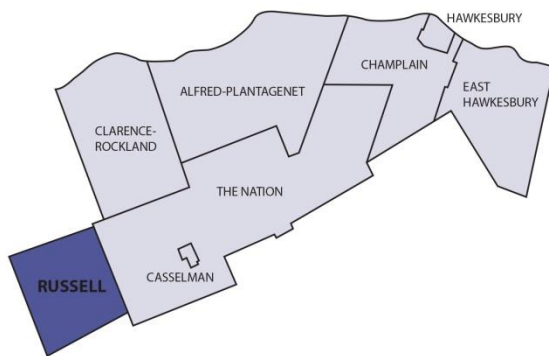 HAWKESBURY
CHAMPLAIN
EAST
HAWKESBURY
ALFRED-PLANTAGENET
CLARENCE-
ROCKLAND
THE NATION
CASSELMAN
RUSSELL